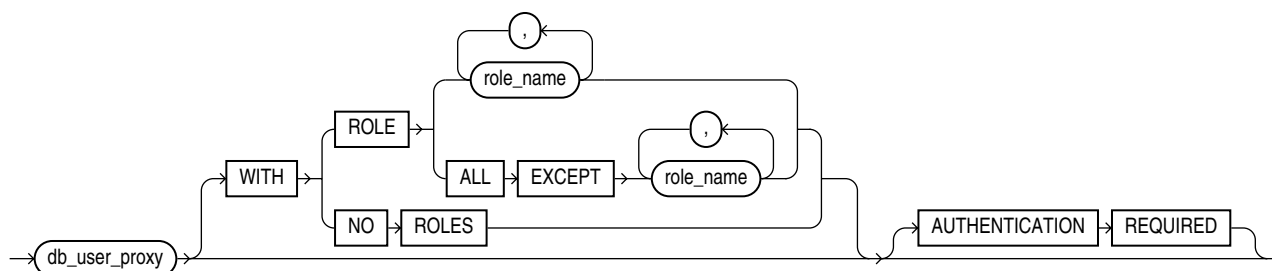 ,
role_name
ROLE
,
WITH ALL EXCEPT role_name
NO ROLES AUTHENTICATION REQUIRED
db_user_proxy